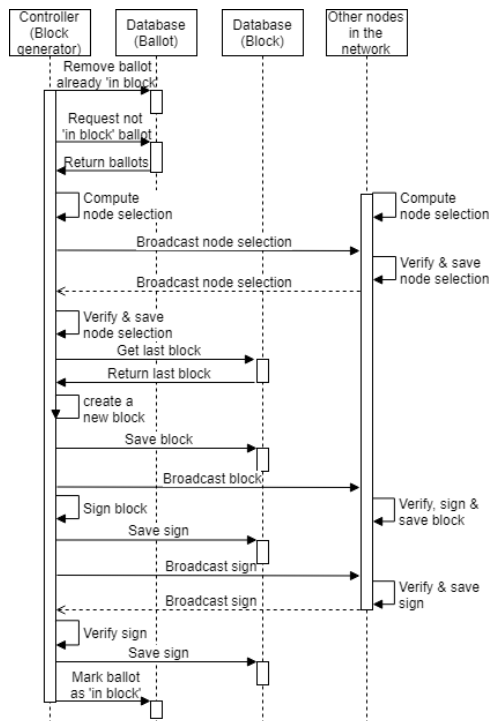 Controller
(Block
generator)
Database
(Ballot)
Database
(Block)
Other nodes
in the
network
Remove ballot
already 'in block
Request not
'in block' ballot
Return ballots
Compute
node selection
Compute
node selection
Broadcast node selection
Verify & save
node selection
Broadcast node selection
Verify & save
node selection
Get last block
Return last block
create a
new block
Save block
Broadcast block
Sign block
Verify, sign &
save block
Save sign
Broadcast sign
Verify & save
sign
Broadcast sign
Verify sign
Save sign
Mark ballot
as 'in block'